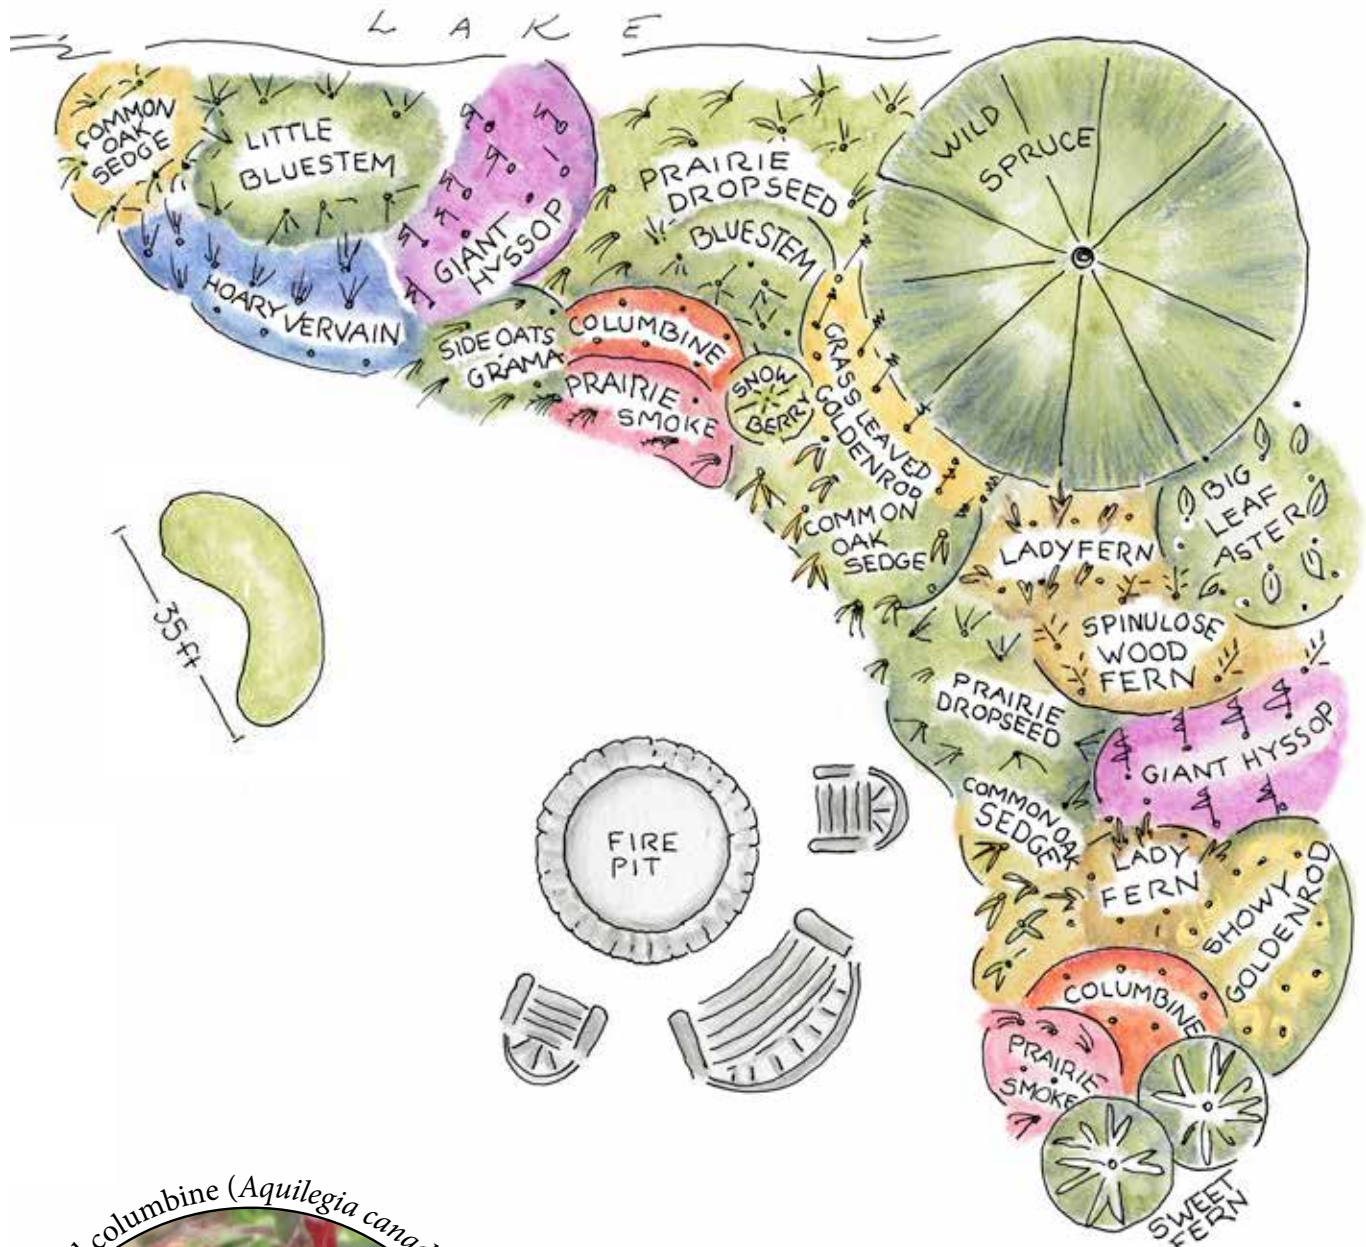 LAKE
COMMON
OAK
SEDGE
LITTLE
BLUESTEM
GIANT
HYSSOP
HOARY VERVAIN
PRAIRIE
DROPSEED
BLUESTEM
WILD
SPRUCE
SIDE OATS
GRAMA
COLUMBINE
PRAIRIE
SMOKE
SNOW
BERRY
GRASS LEAVED
GOLDENROD
COMMON
OAK
SEDGE
LADY FERN
BIG
LEAF
ASTER
SPINULOSE
WOOD
FERN
35 ft
PRAIRIE
DROPSEED
GIANT HYSSOP
COMMON OAK
SEDGE
LADY
FERN
SHOWY
GOLDENROD
FIRE
PIT
COLUMBINE
PRAIRIE
SMOKE
SWEET
FERN
columbine (Aquilegia